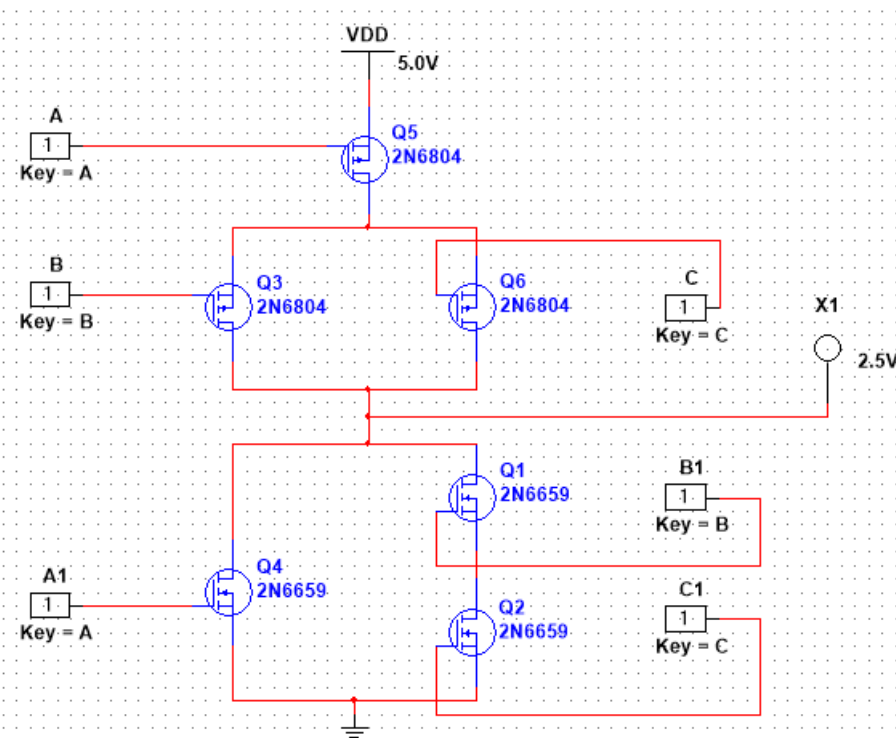 VDD
5.0V
A
1
Key = A
Q5
2N6804
B
1
Key = B
Q3
2N6804
Q6
2N6804
C
1
Key = C
X1
2.5V
Q1
2N6659
B1
1
Key = B
A1
1
Key = A
Q4
2N6659
Q2
2N6659
C1
1
Key = C